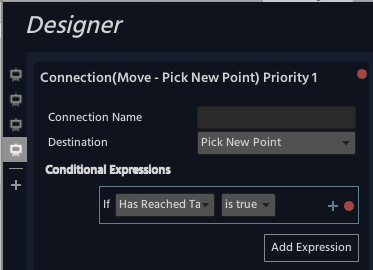 Designer
Connection(Move - Pick New Point) Priority 1
Connection Name
Destination Pick New Point
Conditional Expressions
If Has Reached Ta is true
Add Expression